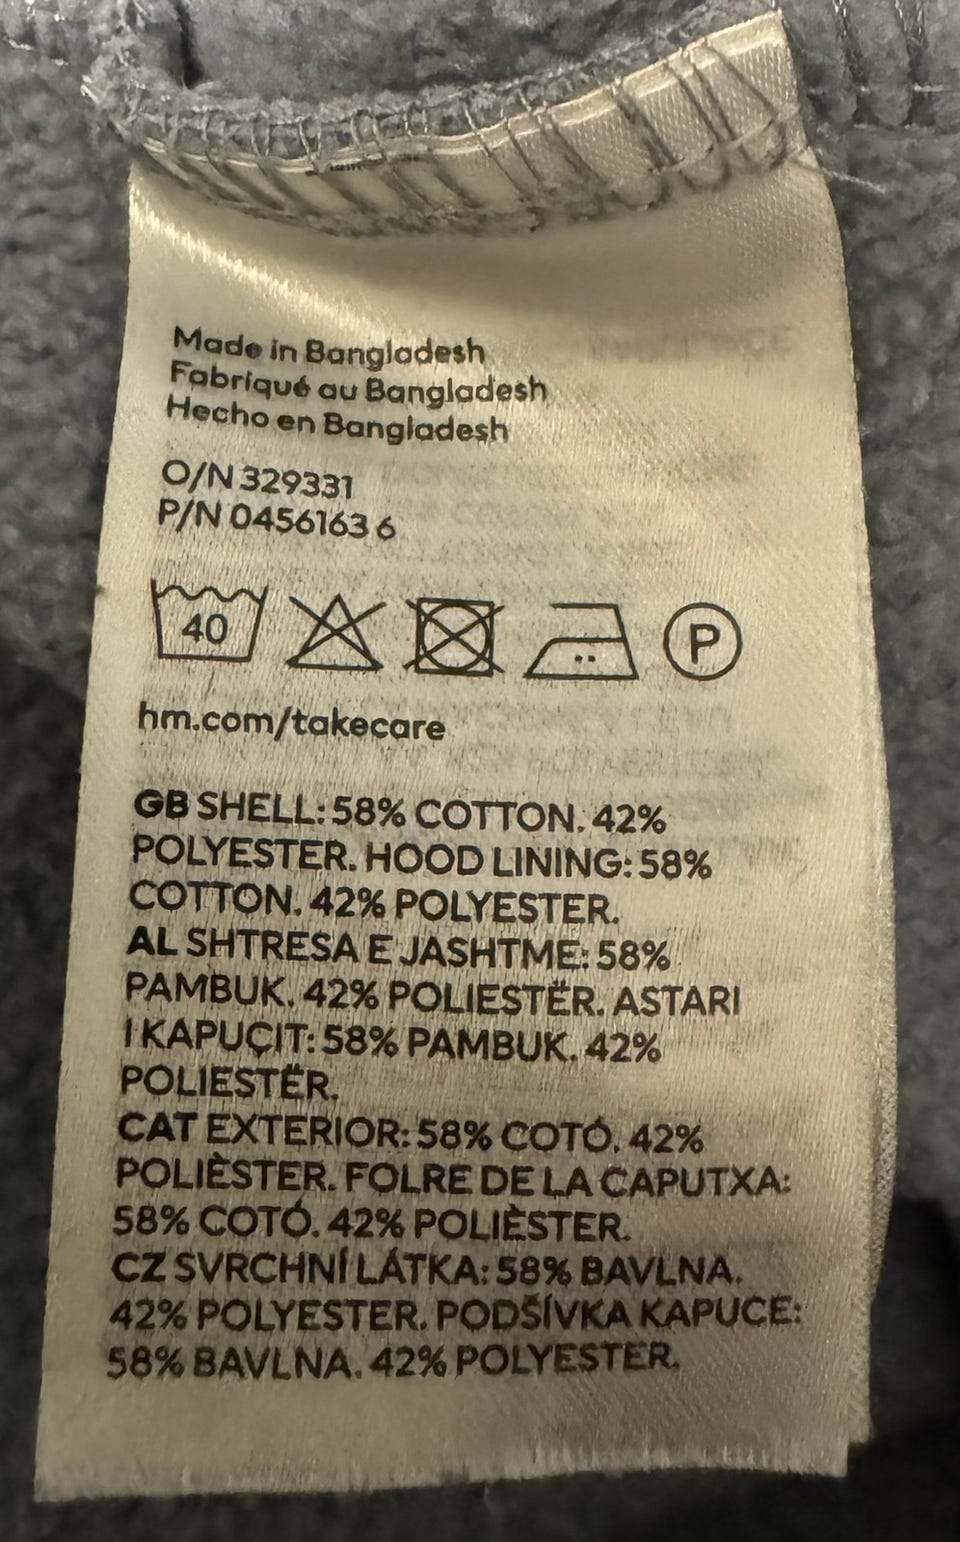 Made in Bangladesh
Fabriqué au Bangladesh
Hecho en Bangladesh
O/N 329331
P/N 0456163 6
40 P
hm.com/takecare
GB SHELL: 58% COTTON. 42%
POLYESTER. HOOD LINING: 58%
COTTON. 42% POLYESTER.
AL SHTRESA E JASHTME: 58%
PAMBUK. 42% POLIESTËR. ASTARI
I KAPUÇIT: 58% PAMBUK. 42%
POLIESTËR.
CAT EXTERIOR: 58% COTÓ. 42%
POLIÈSTER. FOLRE DE LA CAPUTXA:
58% COTÓ. 42% POLIÈSTER.
CZ SVRCHNÍ LÁTKA: 58% BAVLNA.
42% POLYESTER. PODŠÍVKA KAPUCE:
58% BAVLNA. 42% POLYESTER.